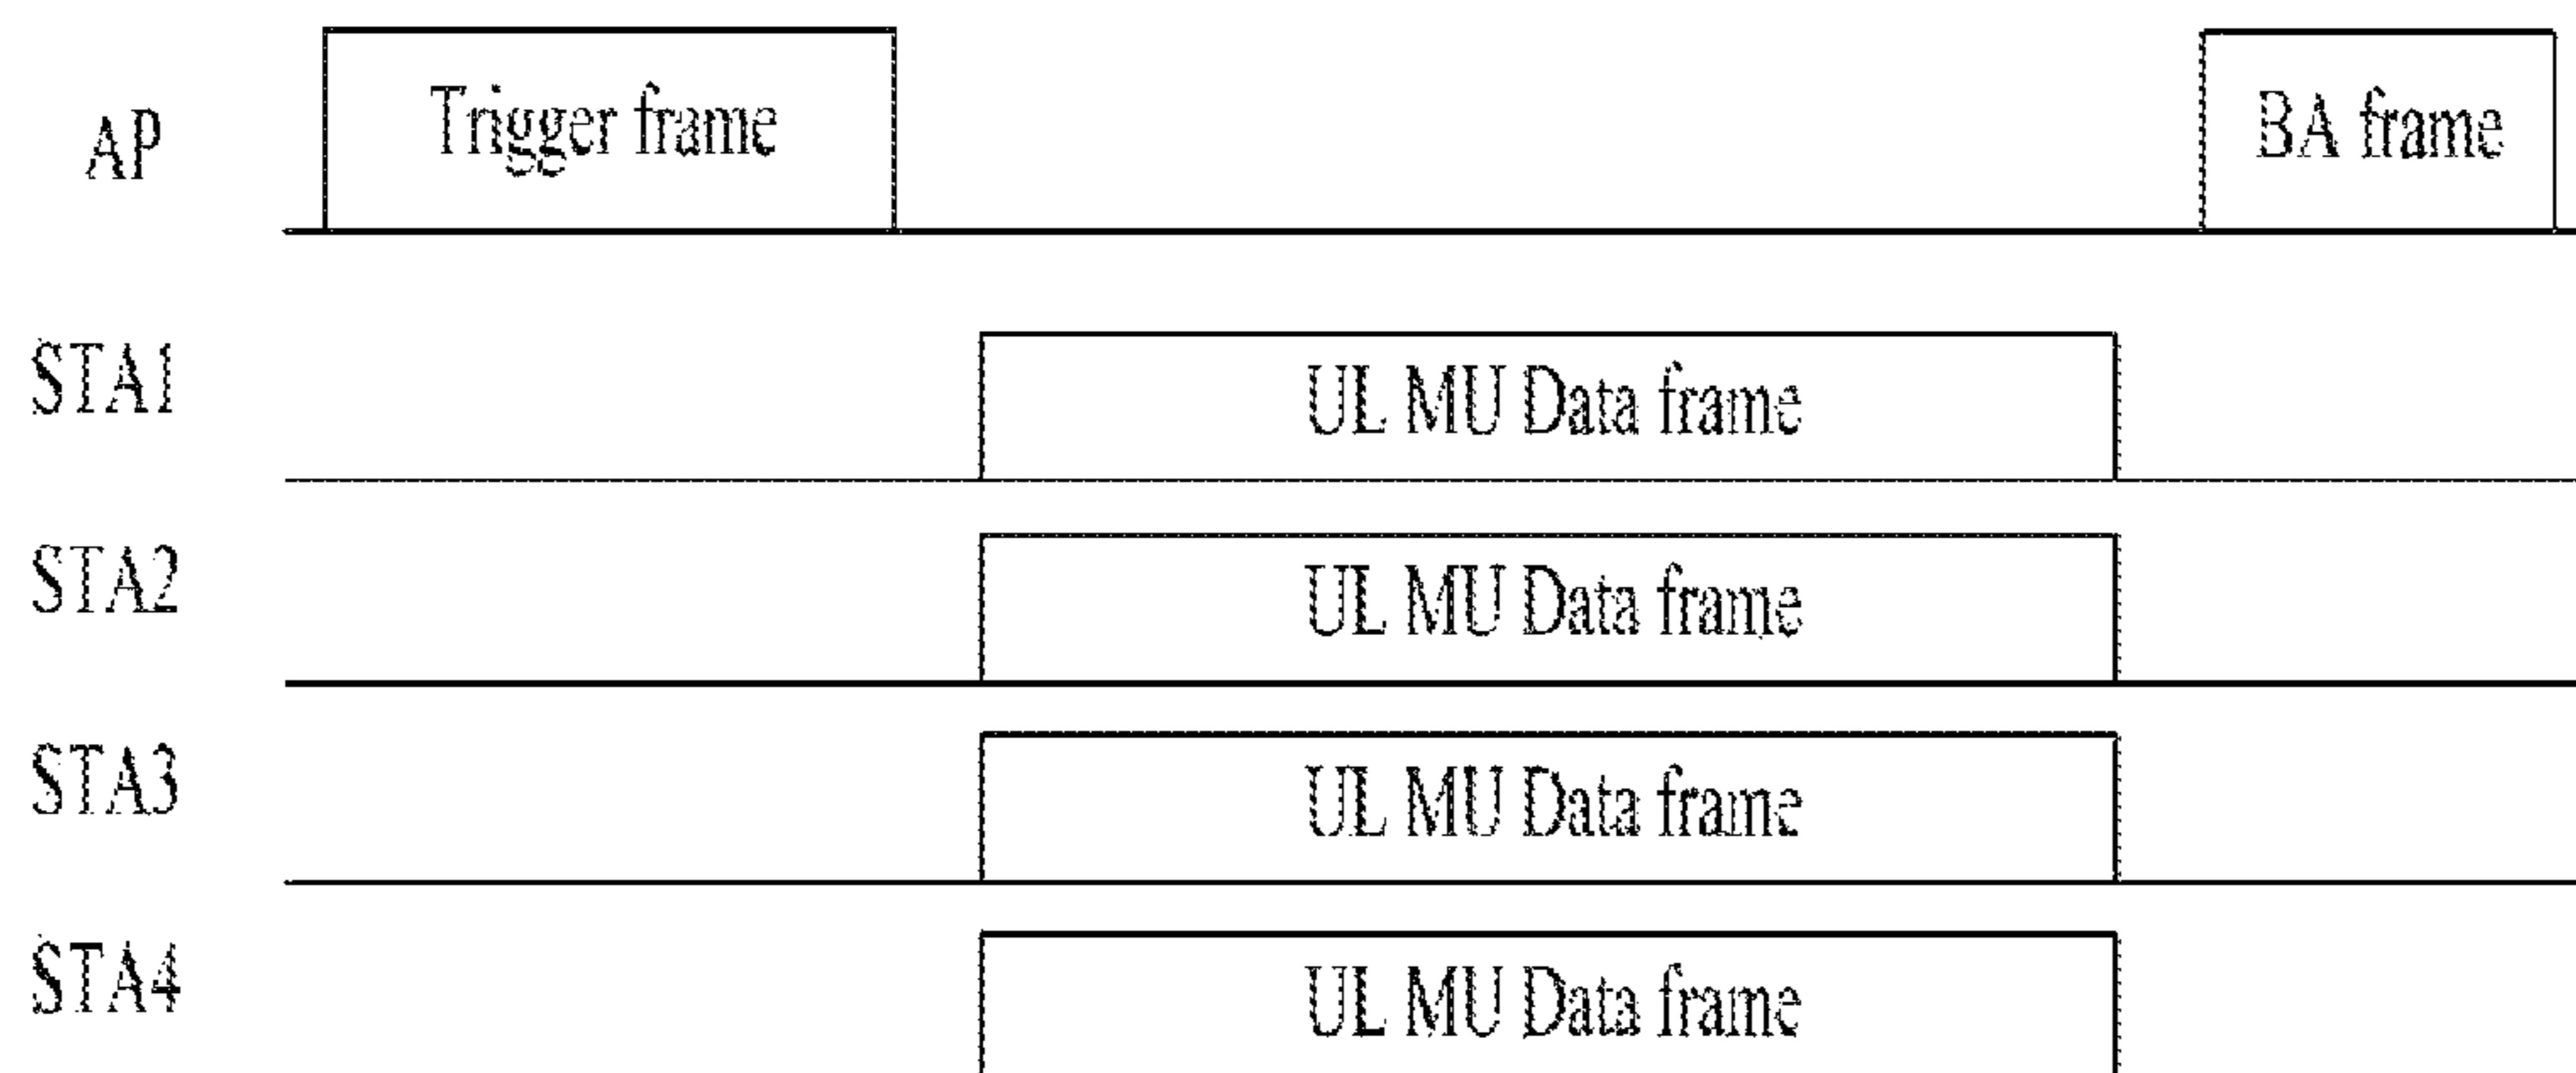 AP
Trigger frame
BA frame
STA1
UL MU Data frame
STA2
UL MU Data frame
STA3
UL MU Data frame
STA4
UL MU Data frame